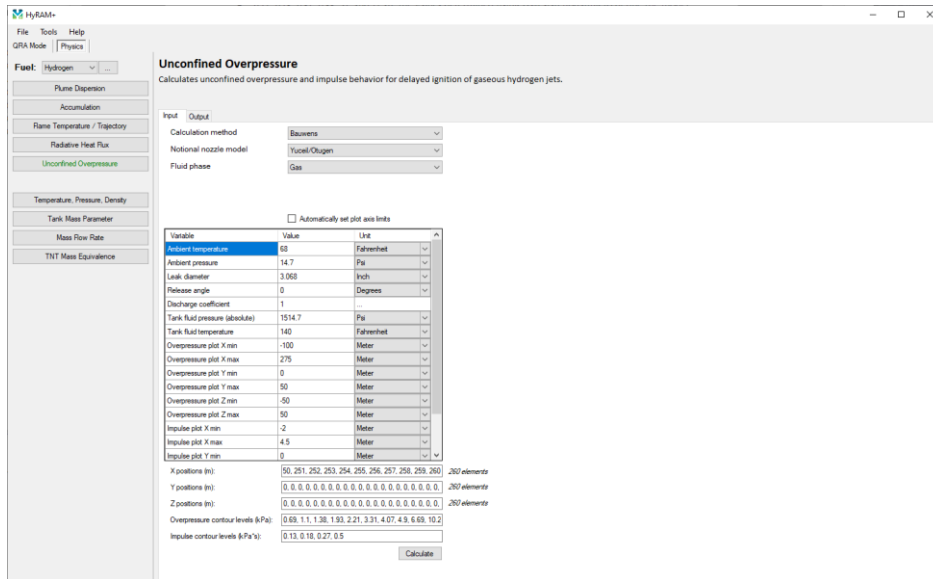 HyRAM+
File Tools Help
QRA Mode Physics
Fuel: Hydrogen ...
Plume Dispersion
Accumulation
Flame Temperature / Trajectory
Radiative Heat Flux
Unconfined Overpressure
Temperature, Pressure, Density
Tank Mass Parameter
Mass Flow Rate
TNT Mass Equivalence
Unconfined Overpressure
Calculates unconfined overpressure and impulse behavior for delayed ignition of gaseous hydrogen jets.
Input Output
Calculation method Bauwens
Notional nozzle model Yuceil/Otugen
Fluid phase Gas
Automatically set plot axis limits
Variable Value Unit
Ambient temperature 68 Fahrenheit
Ambient pressure 14.7 Psi
Leak diameter 3.068 Inch
Release angle 0 Degrees
Discharge coefficient 1 ...
Tank fluid pressure (absolute) 1514.7 Psi
Tank fluid temperature 140 Fahrenheit
Overpressure plot X min -100 Meter
Overpressure plot X max 275 Meter
Overpressure plot Y min 0 Meter
Overpressure plot Y max 50 Meter
Overpressure plot Z min -50 Meter
Overpressure plot Z max 50 Meter
Impulse plot X min -2 Meter
Impulse plot X max 4.5 Meter
Impulse plot Y min 0 Meter
X positions (m): 50, 251, 252, 253, 254, 255, 256, 257, 258, 259, 260 260 elements
Y positions (m): 0, 0, 0, 0, 0, 0, 0, 0, 0, 0, 0, 0, 0, 0, 0, 0, 0, 0, 0, 0, 0, 260 elements
Z positions (m): 0, 0, 0, 0, 0, 0, 0, 0, 0, 0, 0, 0, 0, 0, 0, 0, 0, 0, 0, 0, 0, 260 elements
Overpressure contour levels (kPa): 0.69, 1.1, 1.38, 1.93, 2.21, 3.31, 4.07, 4.9, 6.69, 10.2
Impulse contour levels (kPa*s): 0.13, 0.18, 0.27, 0.5
Calculate